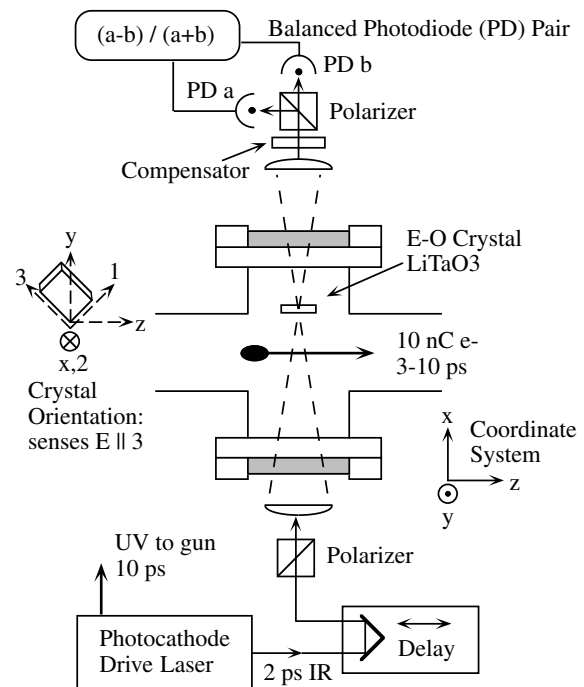 (a-b) / (a+b)
Balanced Photodiode (PD) Pair
PD b
PD a
Polarizer
Compensator
E-O Crystal
LiTaO3
y
3
1
z
x,2
Crystal
Orientation:
senses E || 3
10 nC e-
3-10 ps
x
Coordinate
System
z
y
UV to gun
10 ps
Polarizer
Photocathode
Drive Laser
2 ps IR
Delay